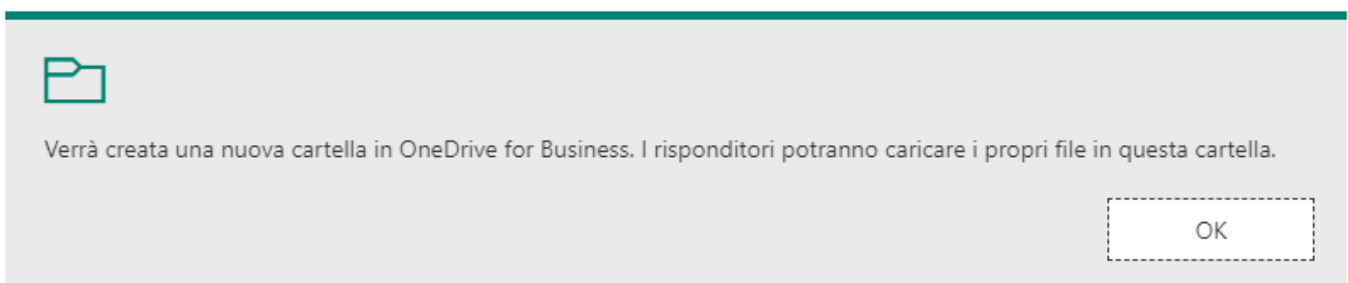 Verrà creata una nuova cartella in OneDrive for Business. I risponditori potranno caricare i propri file in questa cartella.
OK